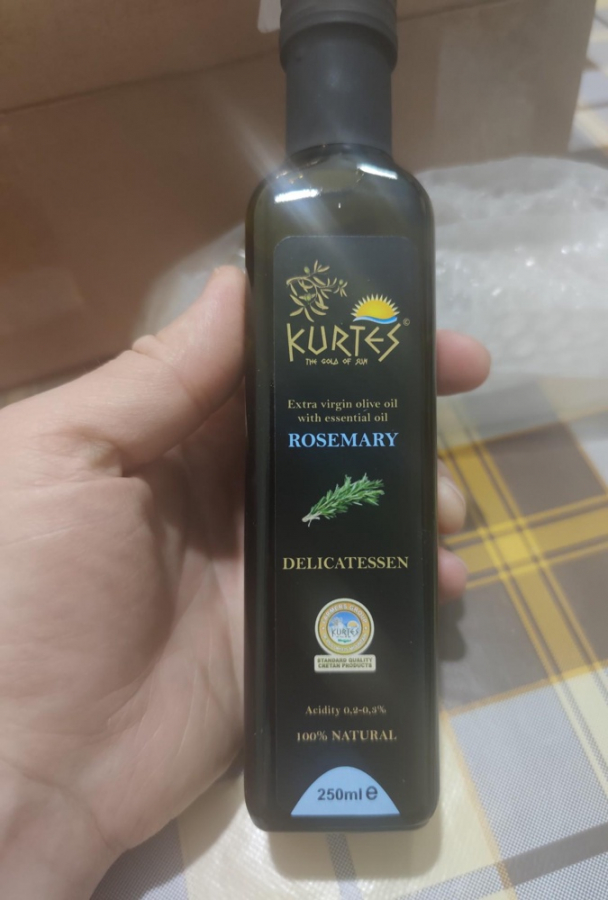 KURTES©
THE GOLD OF SUN
Extra virgin olive oil
with essential oil
ROSEMARY
DELICATESSEN
KURTES
STANDARD QUALITY
CRETAN PRODUCTS
Acidity 0,2-0,3%
100% NATURAL
250ml e